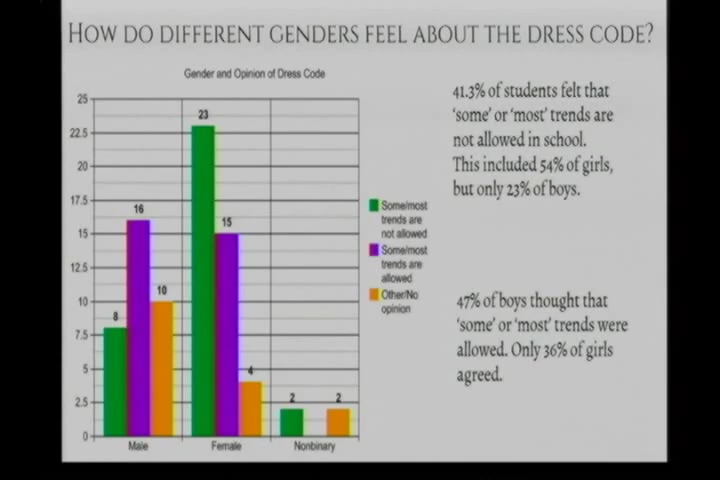 HOW DO DIFFERENT GENDERS FEEL ABOUT THE DRESS CODE?
Gender and Opinion of Dress Code
25
22.5
20
17.5
15
12.5
10
7.5
5
2.5
0
8
16
10
23
15
4
2
2
Male
Female
Nonbinary
Some/most
trends are
not allowed
Some/most
trends are
allowed
Other/No
opinion
41.3% of students felt that
'some' or 'most' trends are
not allowed in school.
This included 54% of girls,
but only 23% of boys.
47% of boys thought that
'some' or 'most' trends were
allowed. Only 36% of girls
agreed.